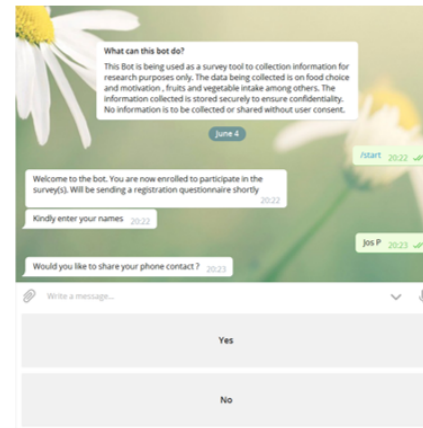 What can this bot do?
This Bot is being used as a survey tool to collection information for
research purposes only. The data being collected is on food choice
and motivation , fruits and vegetable intake among others. The
information collected is stored securely to ensure confidentiality.
No information is to be collected or shared without user consent.
June 4
/start 20:22
Welcome to the bot. You are now enrolled to participate in the
survey(s). Will be sending a registration questionnaire shortly
20:22
Kindly enter your names 20:22
Jos P 20:23
Would you like to share your phone contact ? 20:23
Write a message...
Yes
No